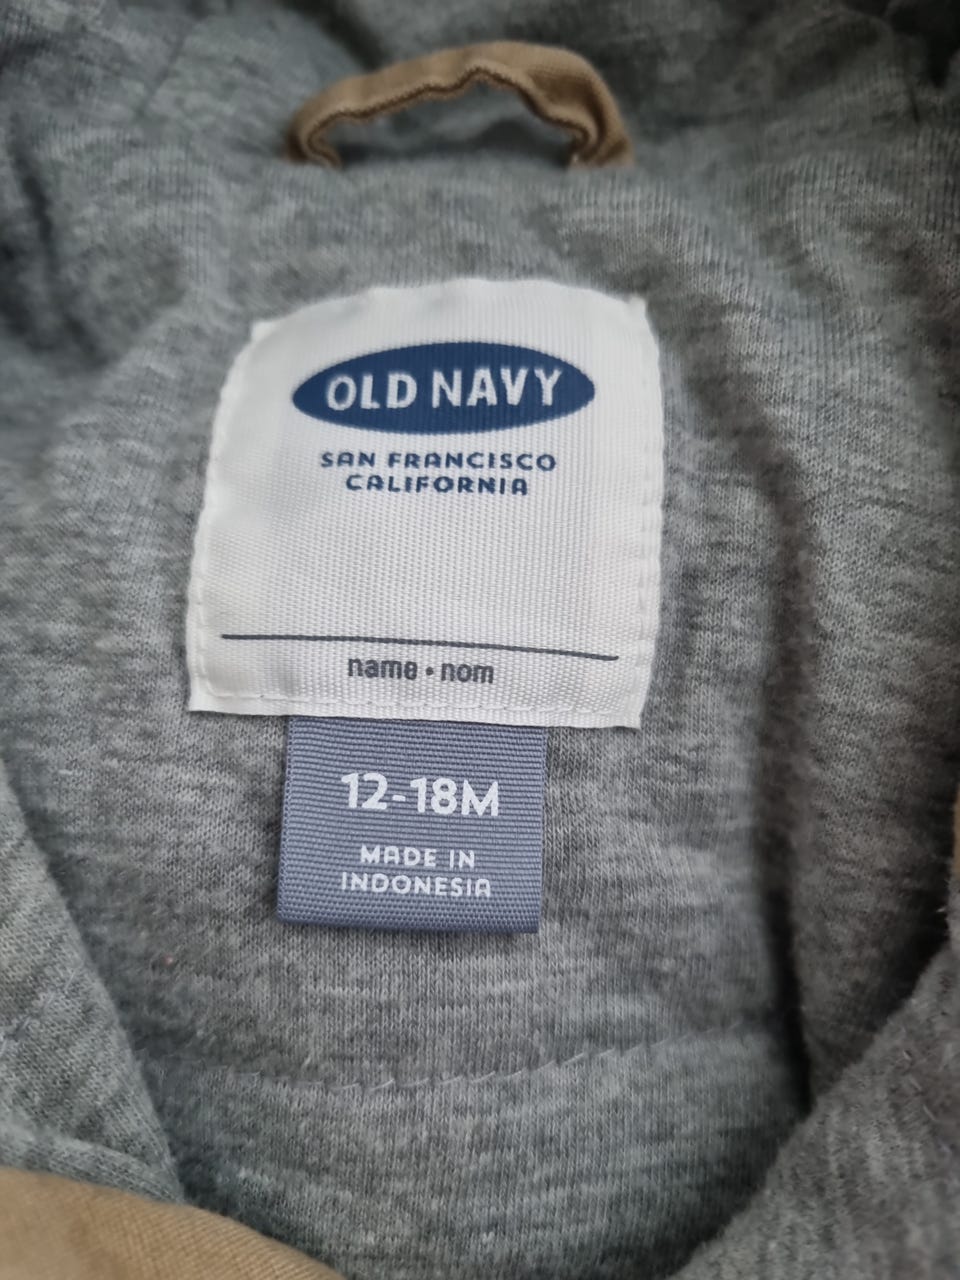 OLD NAVY
SAN FRANCISCO
CALIFORNIA
name • nom
12-18M
MADE IN
INDONESIA